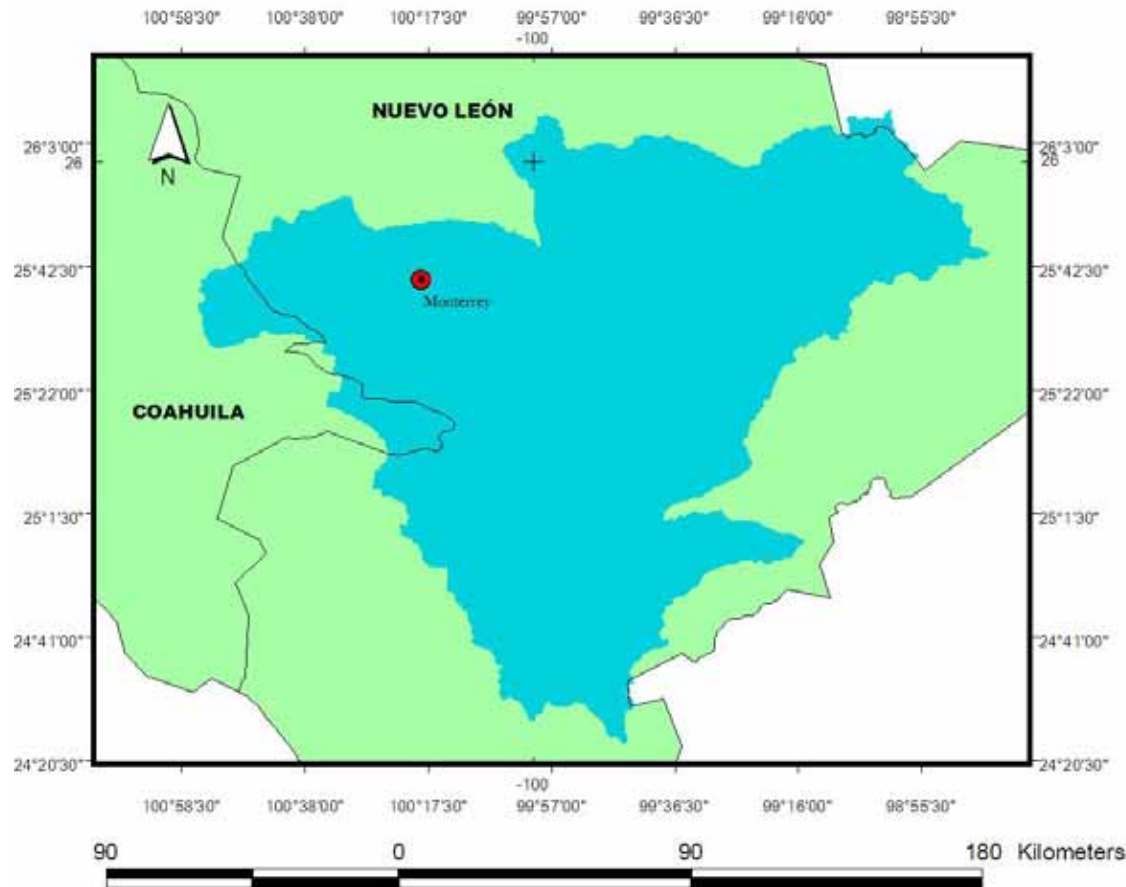 100°58'30" 100°38'00" 100°17'30" 99°57'00" 99°36'30" 99°16'00" 98°55'30"
-100
NUEVO LEÓN
26°3'00" 26°3'00"
26 26
N
25°42'30" 25°42'30"
Monterrey
25°22'00" 25°22'00"
COAHUILA
25°1'30" 25°1'30"
24°41'00" 24°41'00"
24°20'30" 24°20'30"
-100
100°58'30" 100°38'00" 100°17'30" 99°57'00" 99°36'30" 99°16'00" 98°55'30"
90 0 90 180 Kilometers